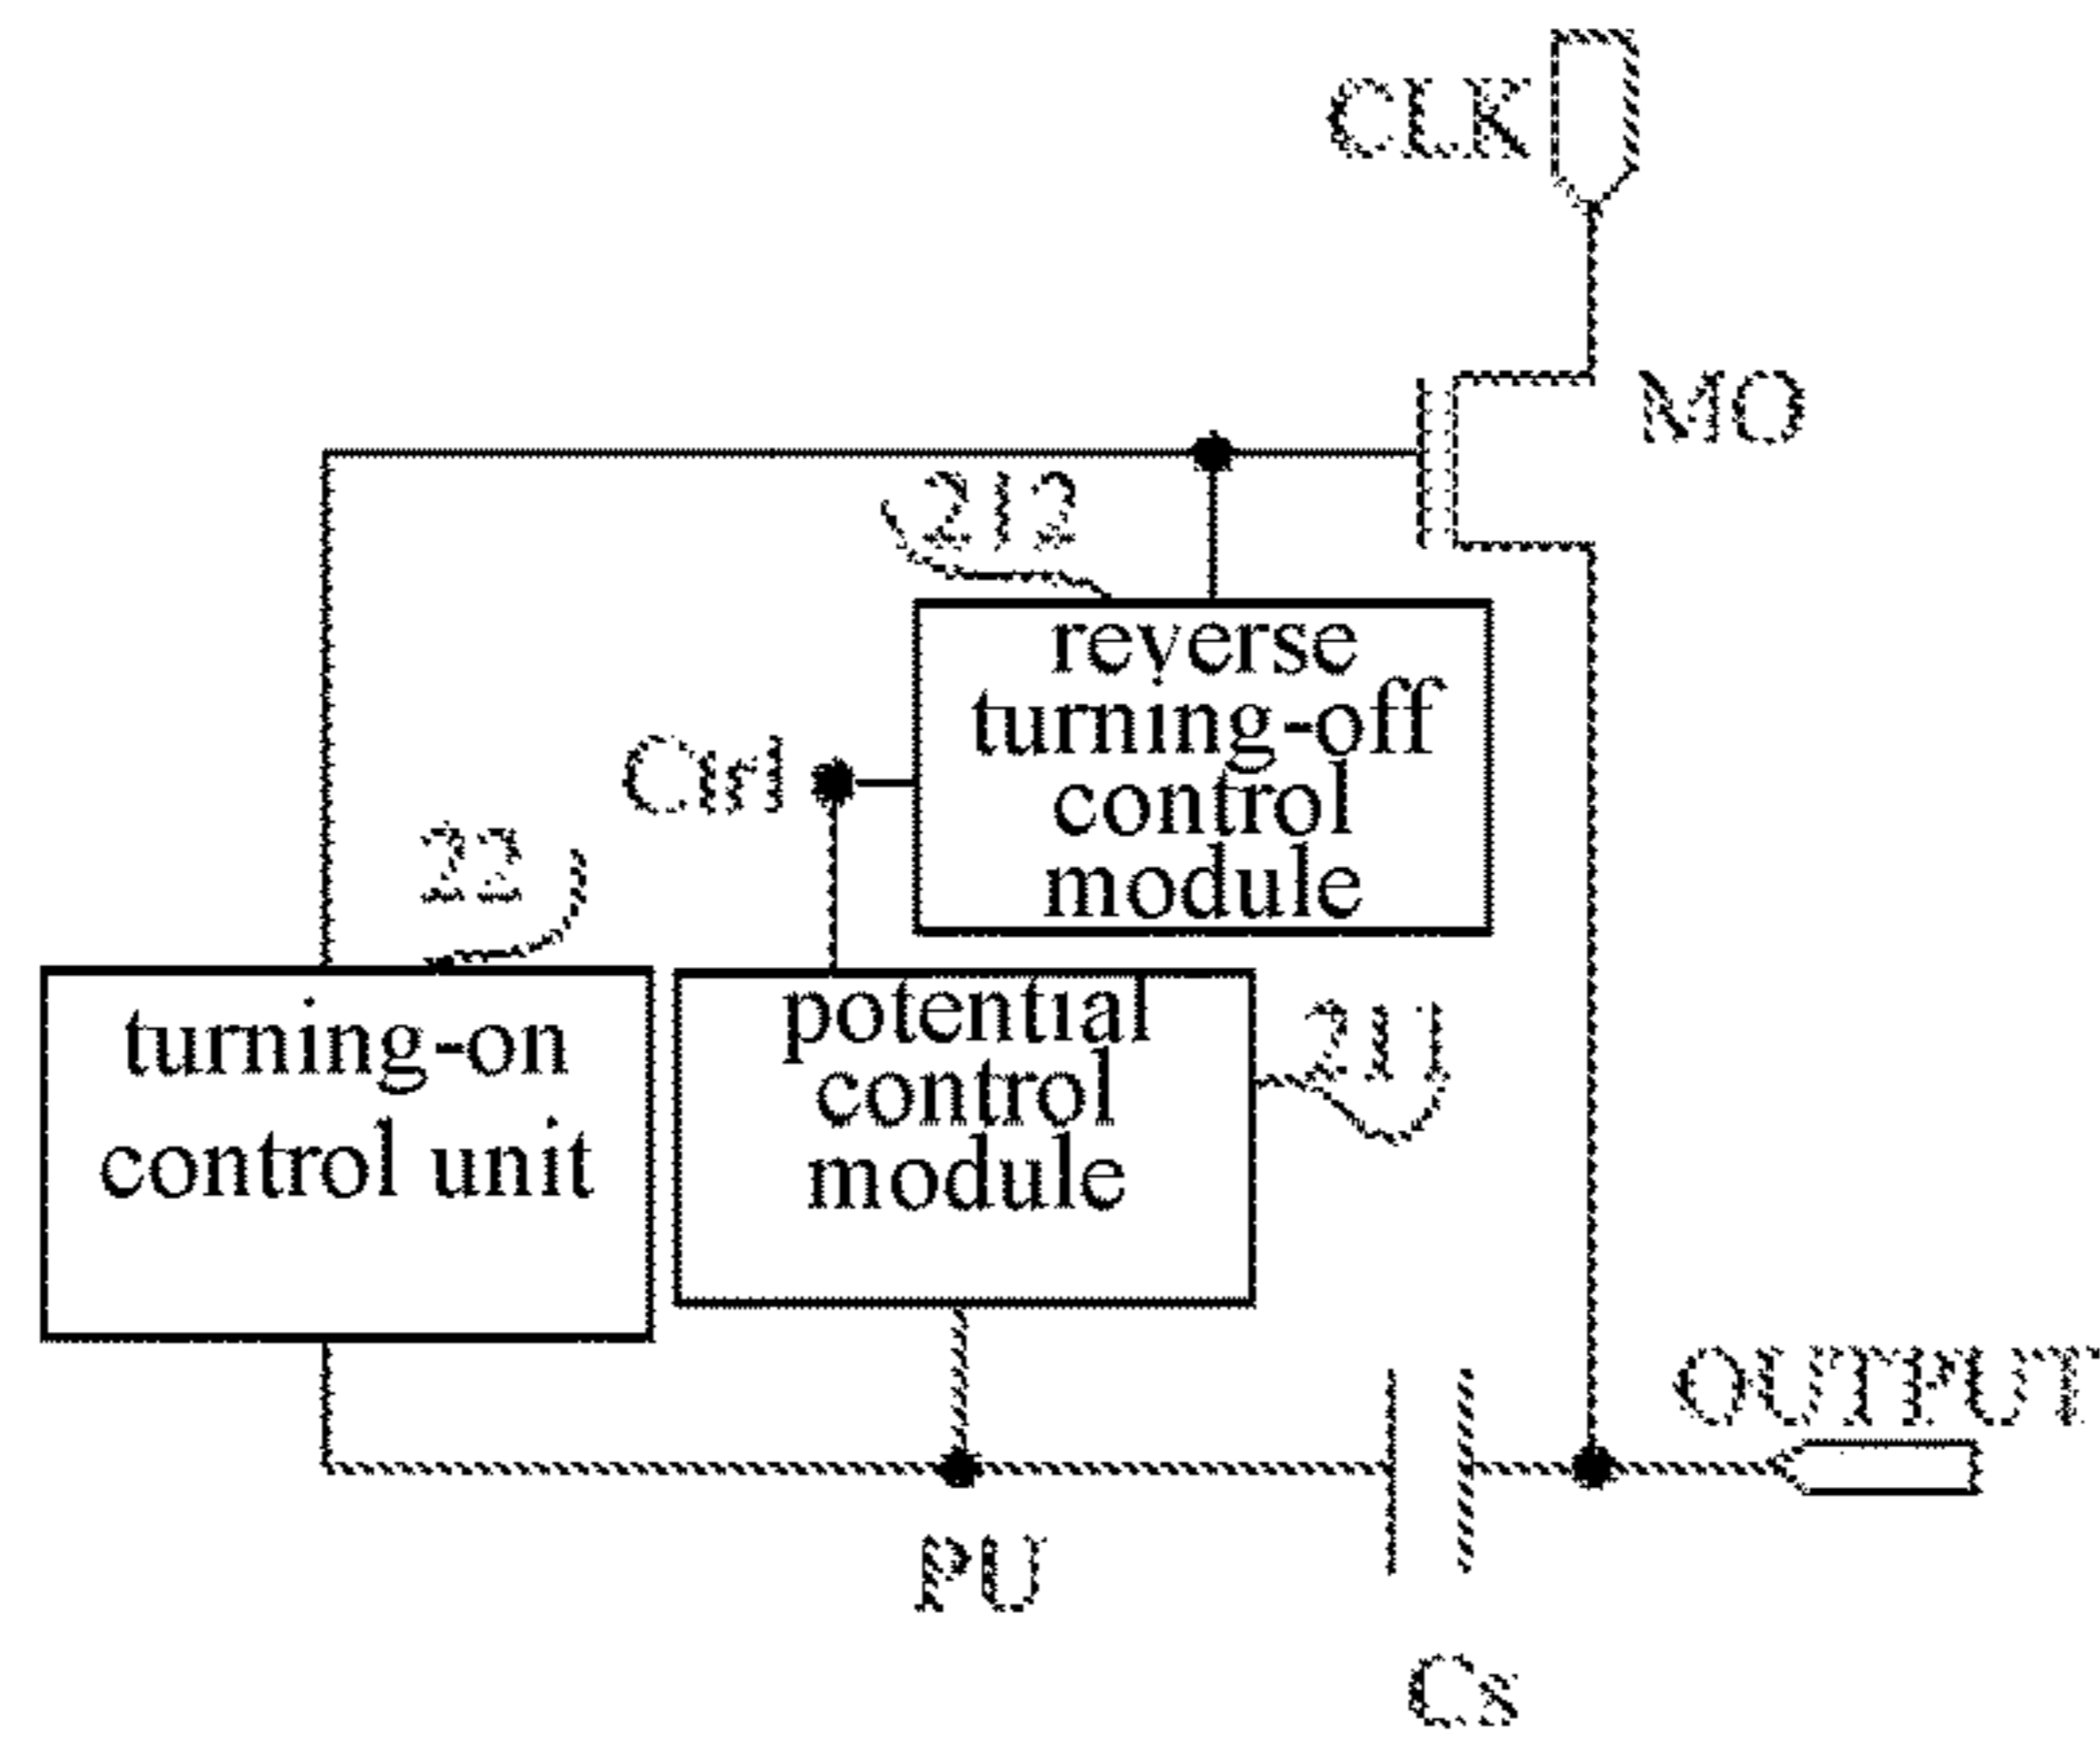 CLK
MO
212
reverse
turning-off
control
module
Ctrl
22
turning-on
control unit
potential
control
module
211
OUTPUT
PU
Cs